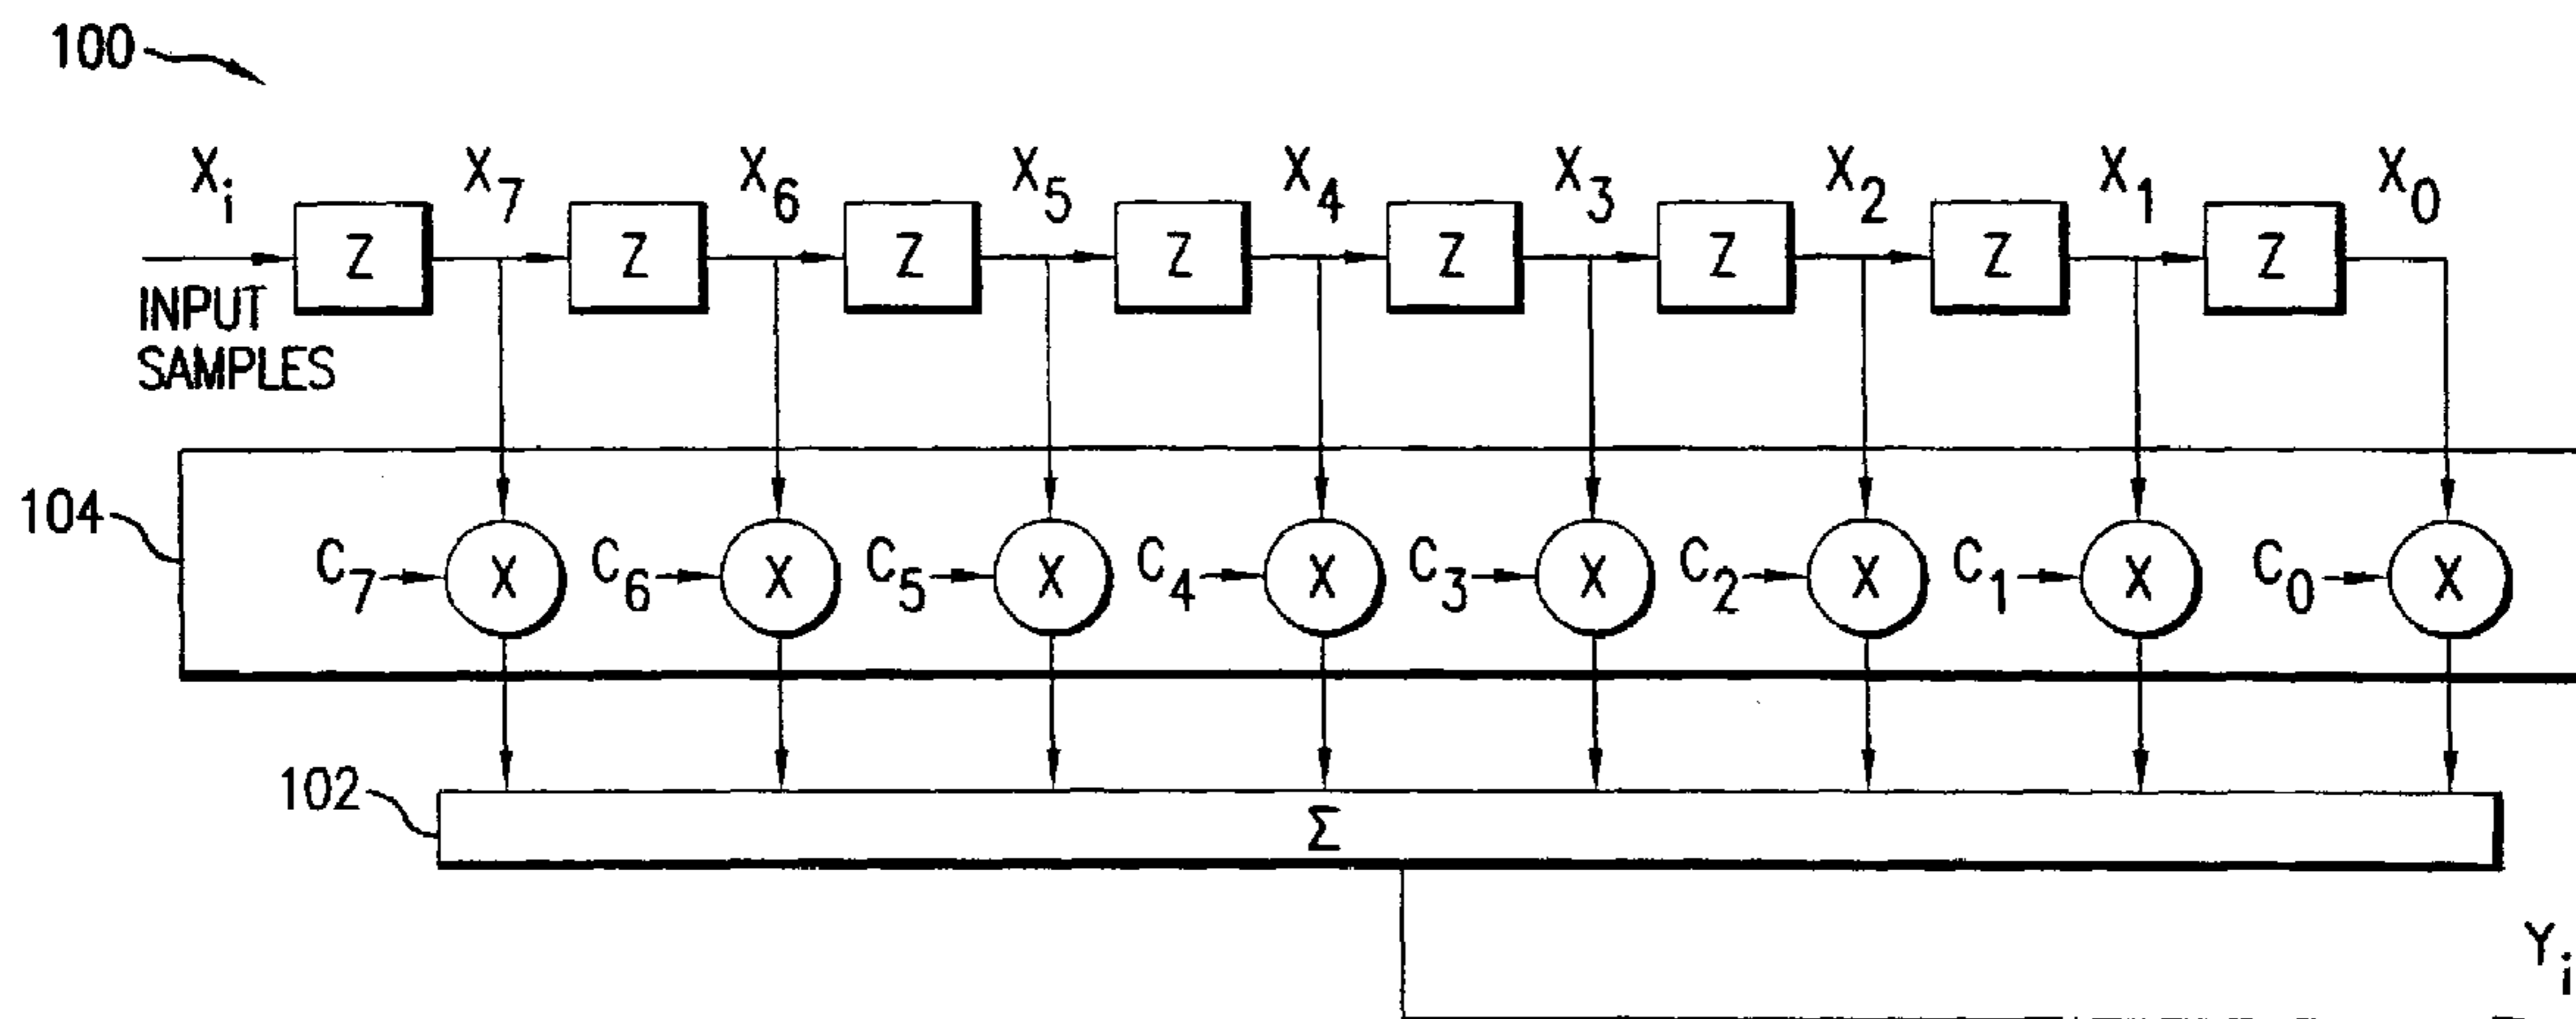 100
X_i X_7 X_6 X_5 X_4 X_3 X_2 X_1 X_0
Z Z Z Z Z Z Z Z
INPUT
SAMPLES
104
C_7 X C_6 X C_5 X C_4 X C_3 X C_2 X C_1 X C_0 X
102
Σ
Y_i